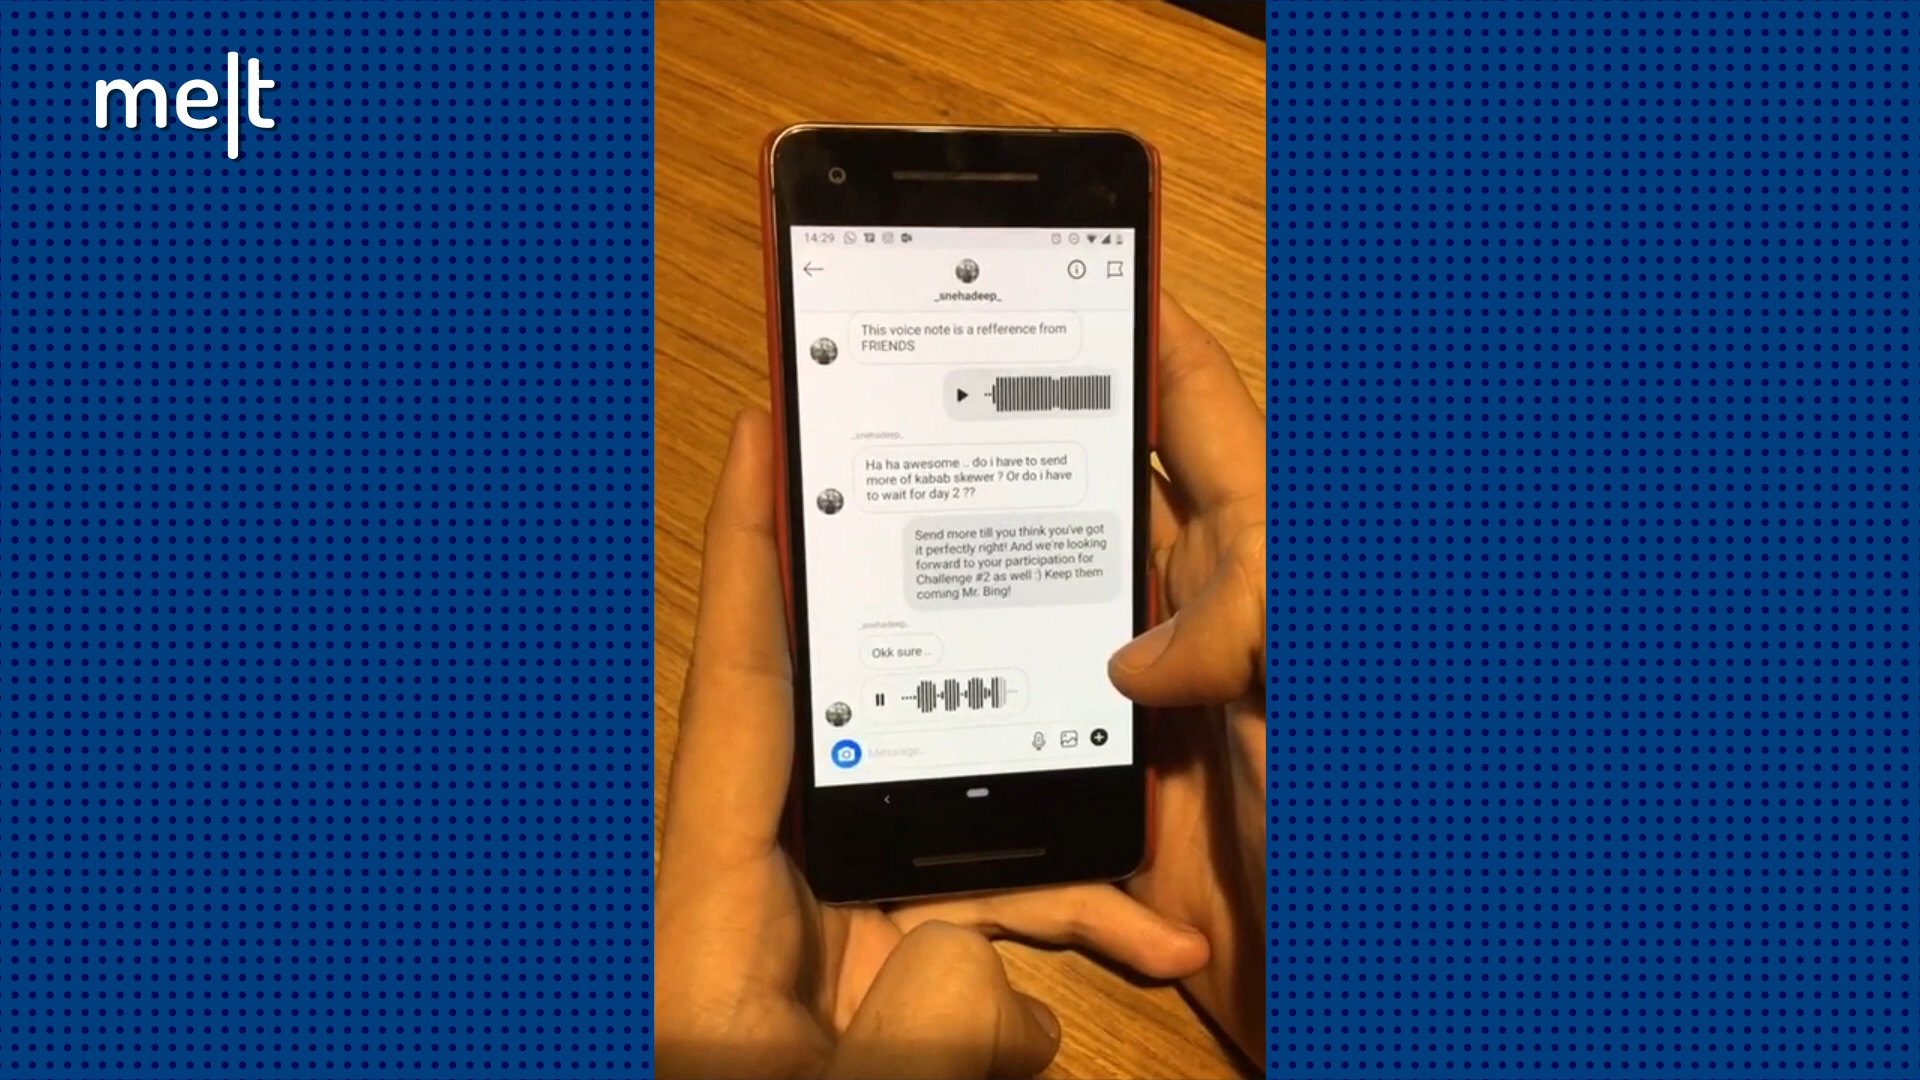 melt
14:29
_snehadeep_
This voice note is a refference from
FRIENDS
_snehadeep_
Ha ha awesome .. do i have to send
more of kabab skewer ? Or do i have
to wait for day 2 ??
Send more till you think you've got
it perfectly right! And we're looking
forward to your participation for
Challenge #2 as well :) Keep them
coming Mr. Bing!
_snehadeep_
Okk sure ..
Message...